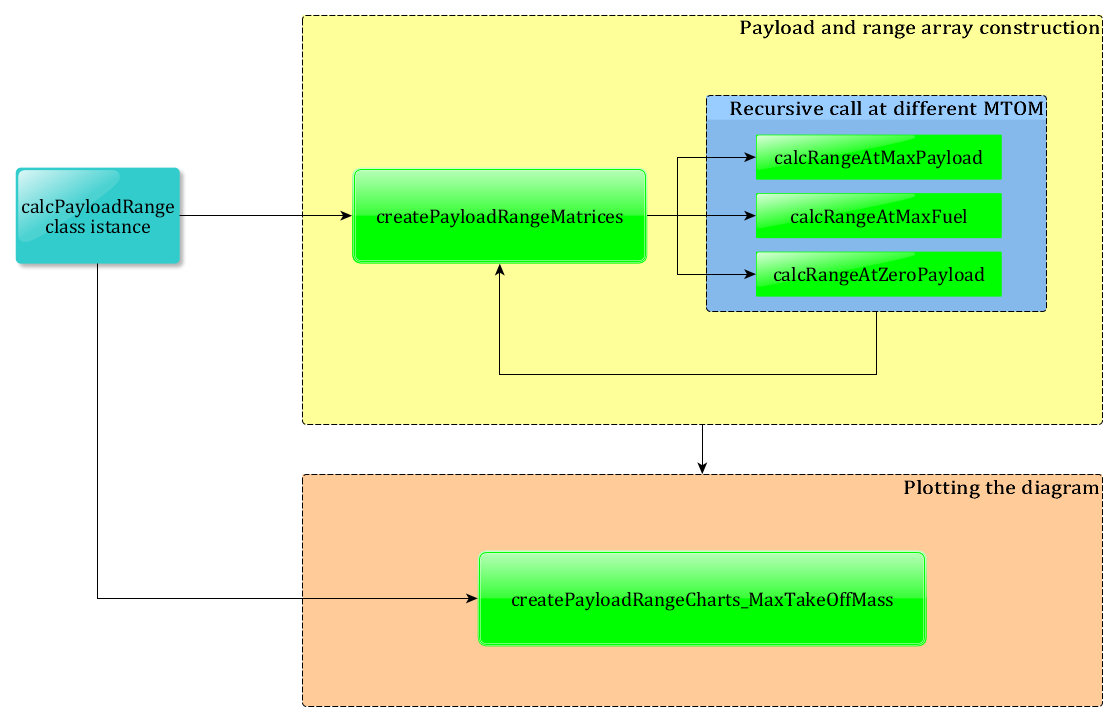 Payload and range array construction
Recursive call at different MTOM
calcRangeAtMaxPayload
calcPayloadRange
class istance
createPayloadRangeMatrices
calcRangeAtMaxFuel
calcRangeAtZeroPayload
Plotting the diagram
createPayloadRangeCharts_MaxTakeOffMass